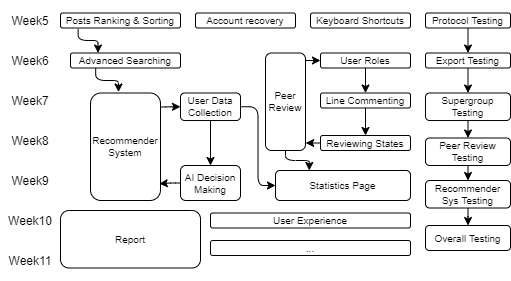 Week5
Posts Ranking & Sorting
Account recovery
Keyboard Shortcuts
Protocol Testing
Week6
Advanced Searching
Peer
Review
User Roles
Export Testing
Week7
Recommender
System
User Data
Collection
Line Commenting
Supergroup
Testing
Week8
Reviewing States
Peer Review
Testing
Week9
AI Decision
Making
Statistics Page
Recommender
Sys Testing
Week10
Report
User Experience
Overall Testing
...
Week11